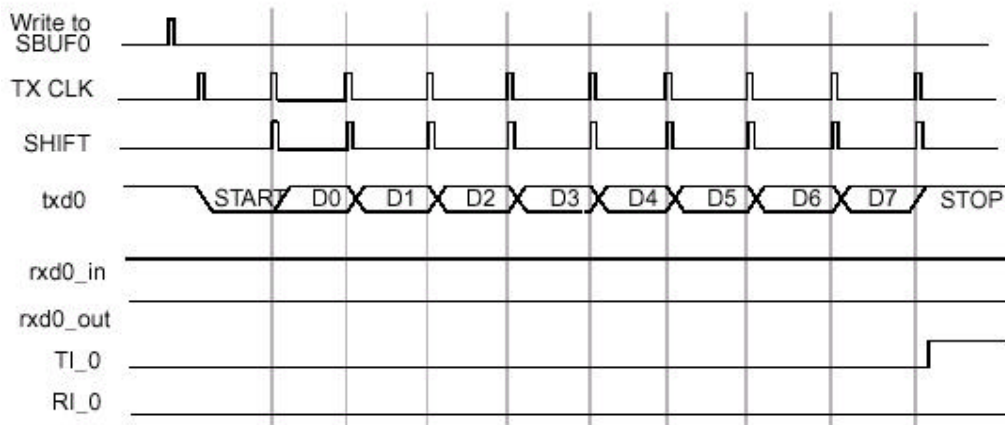 Write to
SBUF0
TX CLK
SHIFT
txd0 START D0 D1 D2 D3 D4 D5 D6 D7 STOP
rxd0_in
rxd0_out
TI_0
RI_0